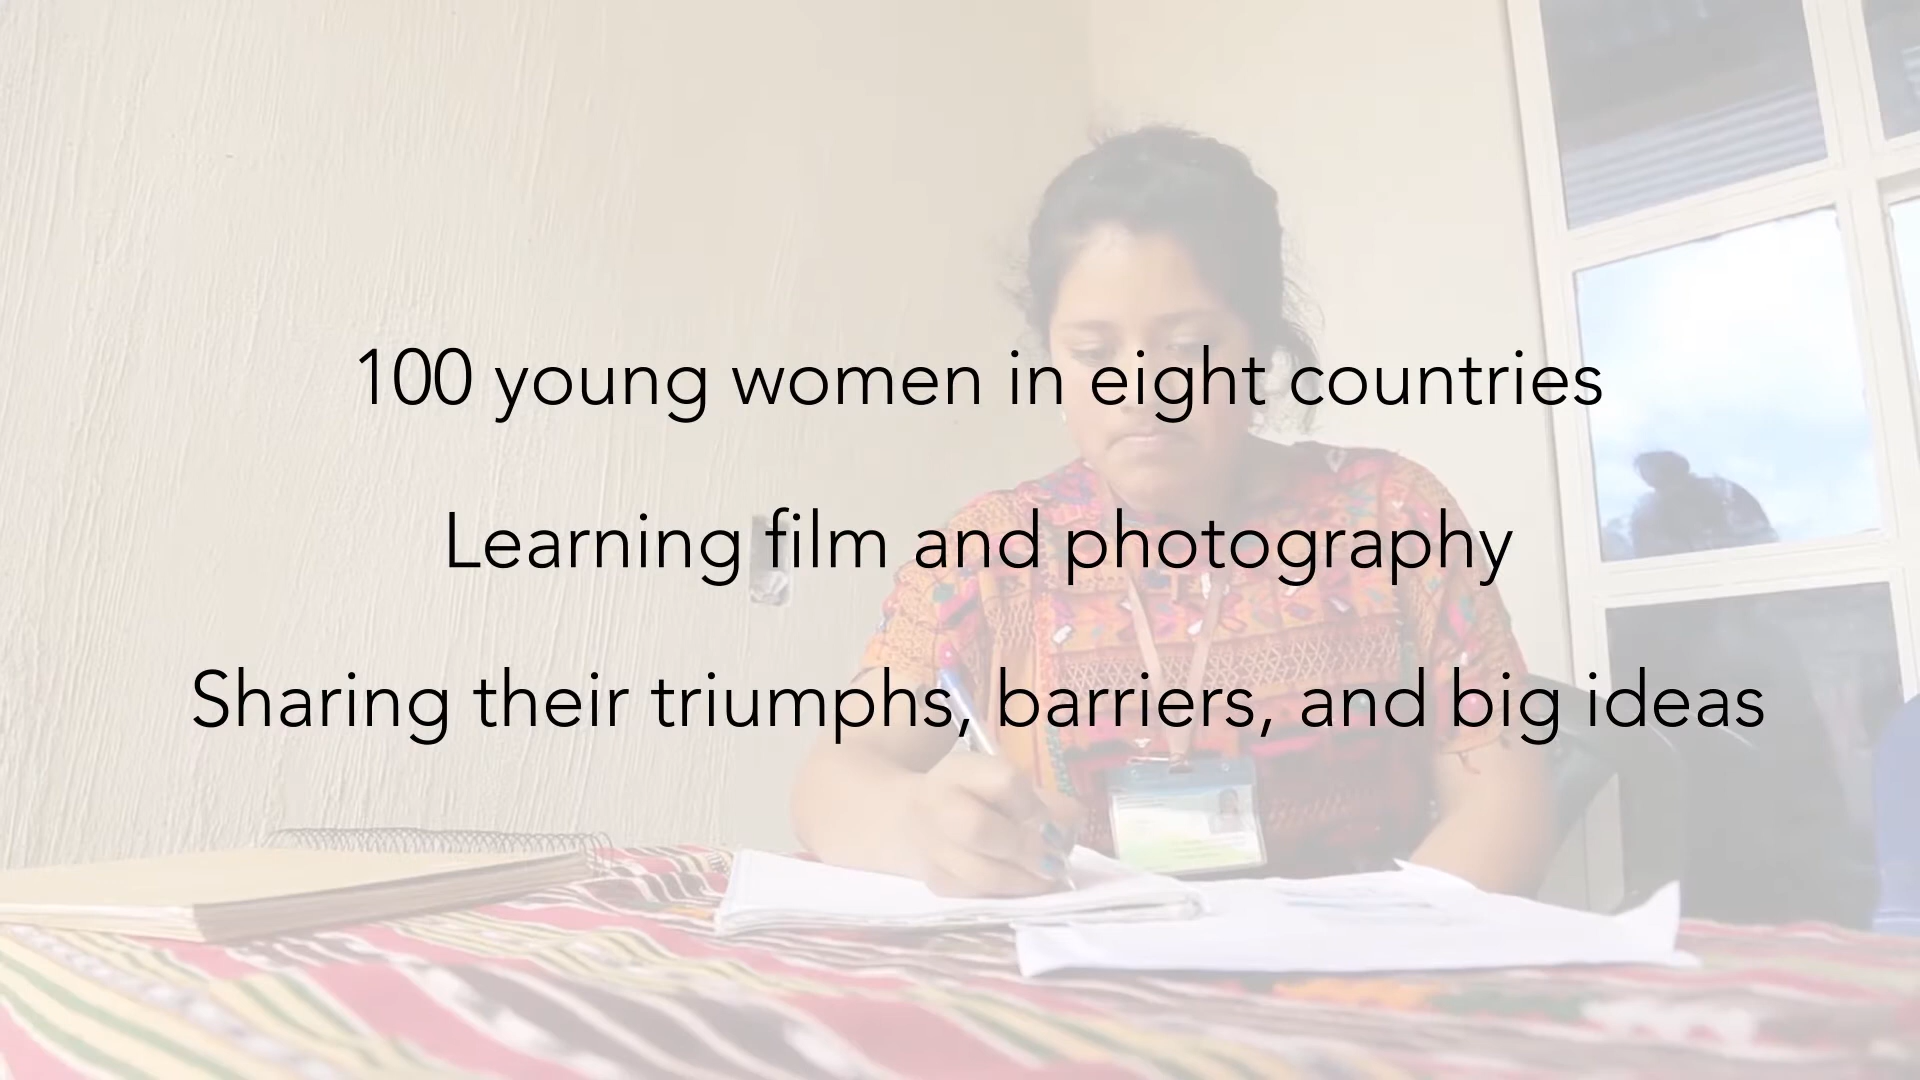 100 young women in eight countries
Learning film and photography
Sharing their triumphs, barriers, and big ideas